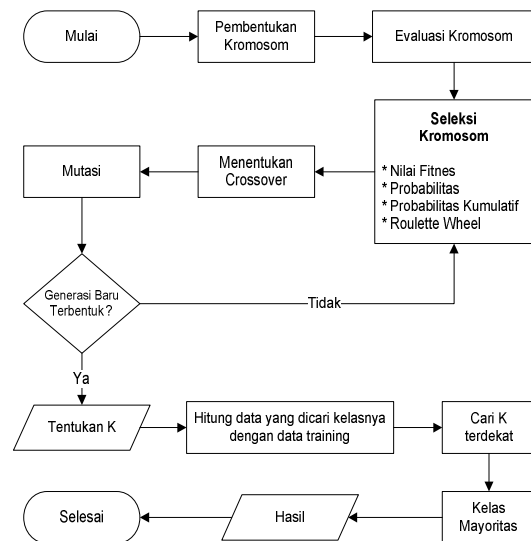 Mulai
Pembentukan
Kromosom
Evaluasi Kromosom
Seleksi
Kromosom
* Nilai Fitnes
* Probabilitas
* Probabilitas Kumulatif
* Roulette Wheel
Menentukan
Crossover
Mutasi
Generasi Baru
Terbentuk?
Tidak
Ya
Tentukan K
Hitung data yang dicari kelasnya
dengan data training
Cari K
terdekat
Kelas
Mayoritas
Hasil
Selesai